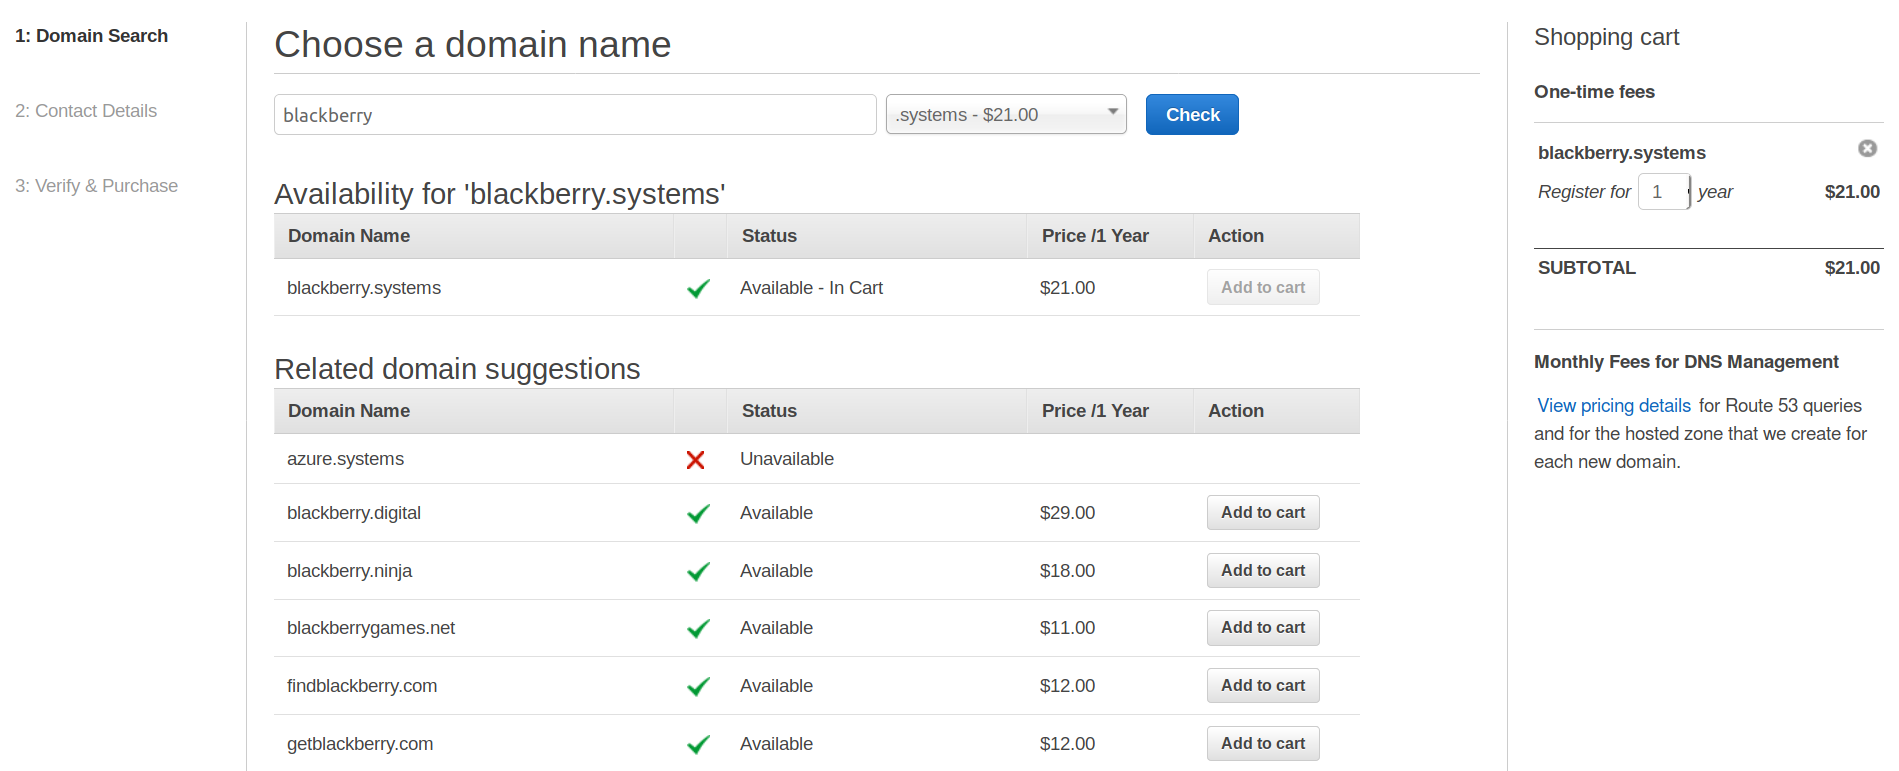 1: Domain Search
2: Contact Details
3: Verify & Purchase
Choose a domain name
blackberry
.systems - $21.00
Check
Availability for 'blackberry.systems'
Domain Name Status Price /1 Year Action
blackberry.systems Available - In Cart $21.00 Add to cart
Related domain suggestions
Domain Name Status Price /1 Year Action
azure.systems Unavailable
blackberry.digital Available $29.00 Add to cart
blackberry.ninja Available $18.00 Add to cart
blackberrygames.net Available $11.00 Add to cart
findblackberry.com Available $12.00 Add to cart
getblackberry.com Available $12.00 Add to cart
Shopping cart
One-time fees
blackberry.systems
Register for 1 year $21.00
SUBTOTAL $21.00
Monthly Fees for DNS Management
View pricing details for Route 53 queries
and for the hosted zone that we create for
each new domain.